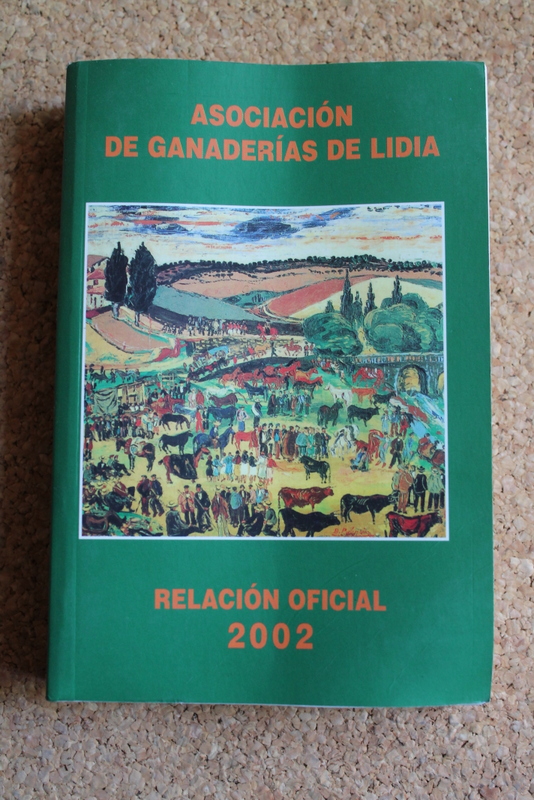 ASOCIACIÓN
DE GANADERÍAS DE LIDIA
RELACIÓN OFICIAL
2002